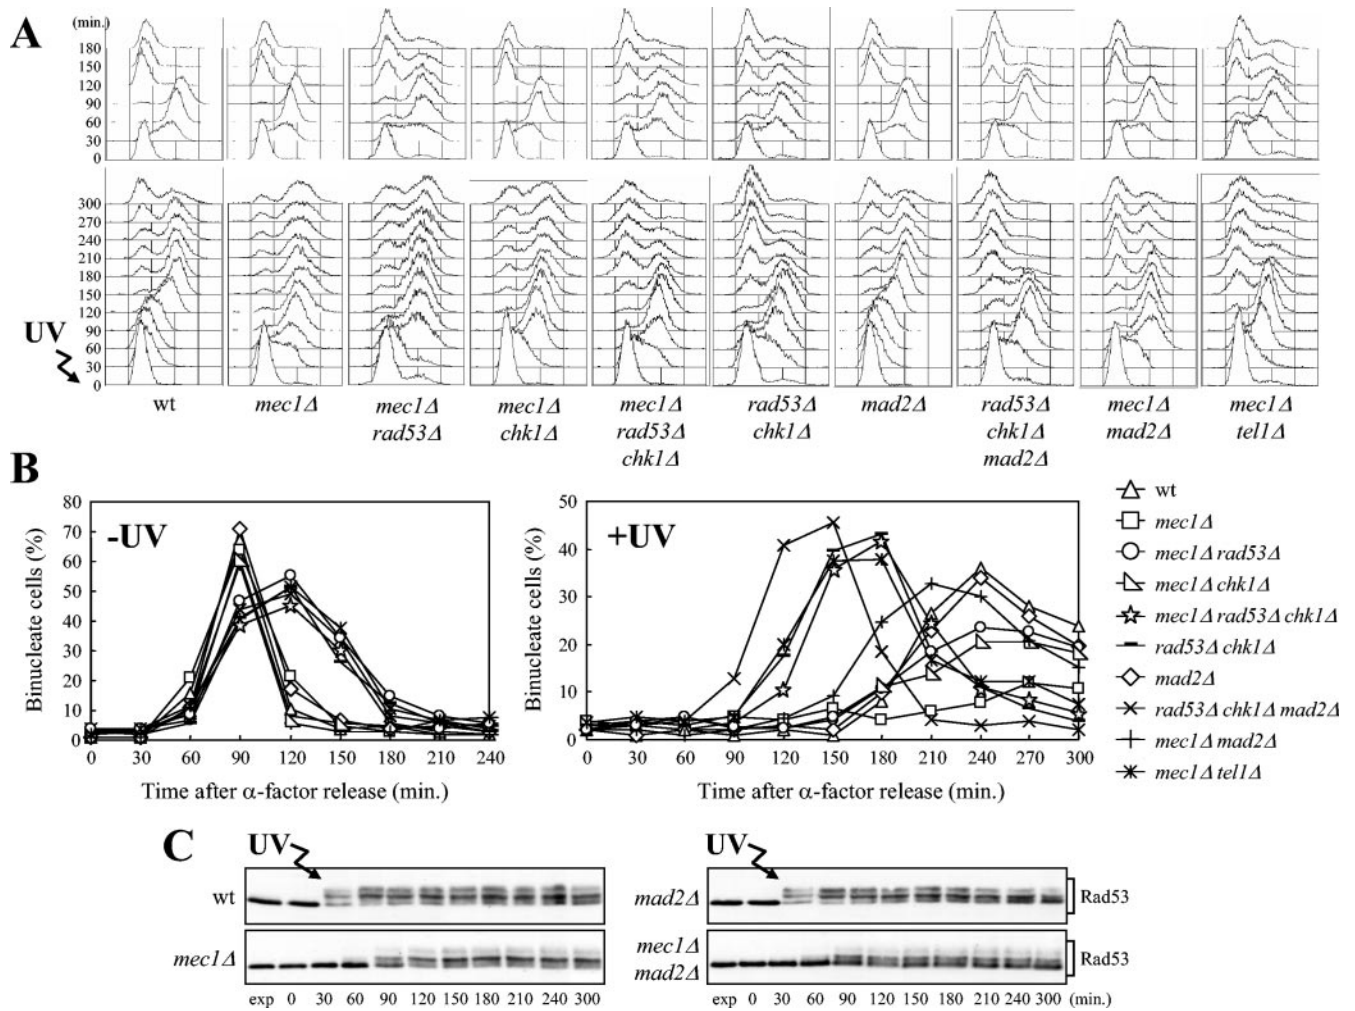 A
(min.)
180
150
120
90
60
30
0
300
270
240
210
180
150
120
90
60
30
0
UV
wt
mec1Δ
mec1Δ
rad53Δ
mec1Δ
chk1Δ
mec1Δ
rad53Δ
chk1Δ
rad53Δ
chk1Δ
mad2Δ
rad53Δ
chk1Δ
mad2Δ
mec1Δ
mad2Δ
mec1Δ
tel1Δ
B
Binucleate cells (%)
80
70
60
50
40
30
20
10
0
-UV
0 30 60 90 120 150 180 210 240
Time after α-factor release (min.)
Binucleate cells (%)
50
40
30
20
10
0
+UV
0 30 60 90 120 150 180 210 240 270 300
Time after α-factor release (min.)
wt
mec1Δ
mec1Δ rad53Δ
mec1Δ chk1Δ
mec1Δ rad53Δ chk1Δ
rad53Δ chk1Δ
mad2Δ
rad53Δ chk1Δ mad2Δ
mec1Δ mad2Δ
mec1Δ tel1Δ
C
UV
wt
mec1Δ
exp 0 30 60 90 120 150 180 210 240 300
UV
mad2Δ
Rad53
mec1Δ
mad2Δ
Rad53
exp 0 30 60 90 120 150 180 210 240 300 (min.)